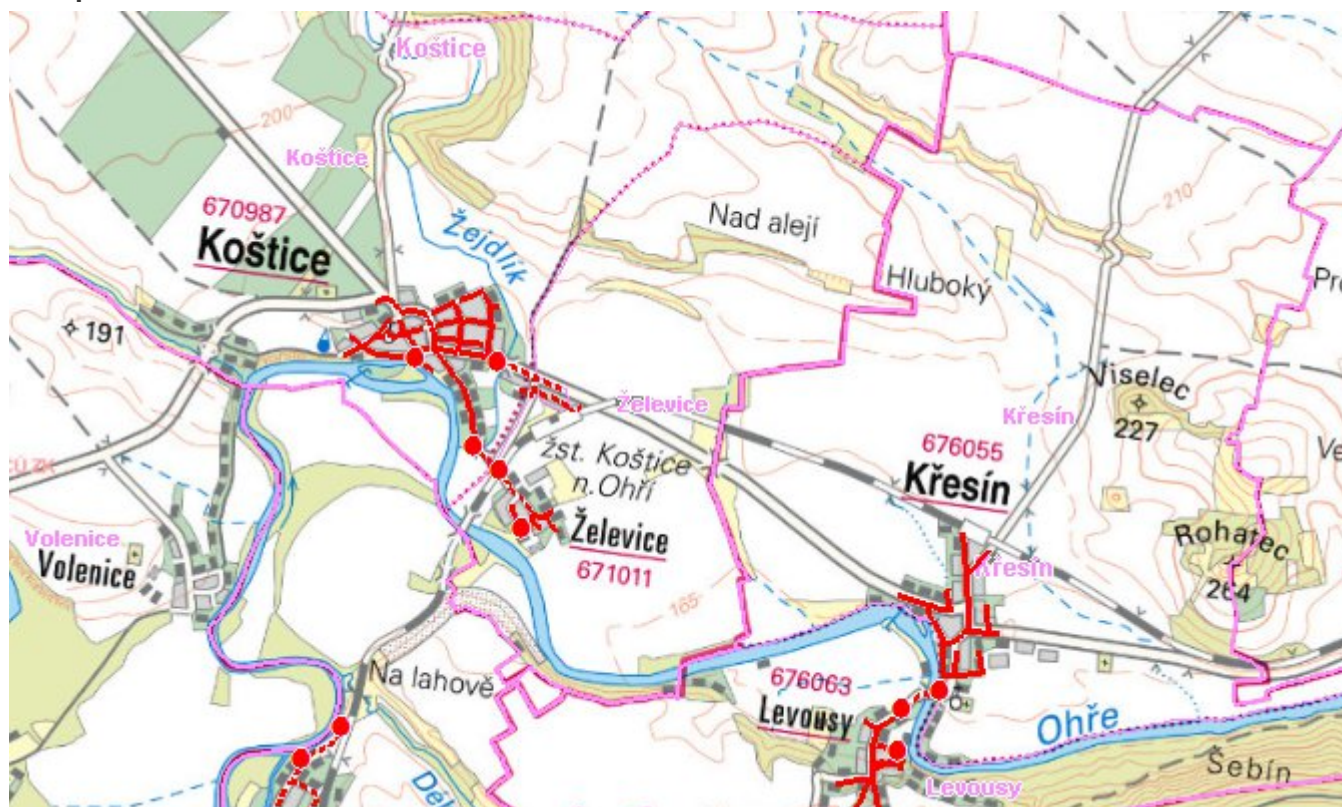 Koštice
200
Koštice
670987
Koštice
Žejdlík
Nad alejí
Hluboký
210
191
Želevice
žst. Koštice
n.Ohří
Želevice
671011
Křesín
Viselec
227
676055
Křesín
Křesín
Rohatec
264
Volenice
Volenice
165
Na lahově
676063
Levousy
Ohře
Šebín
Levousy